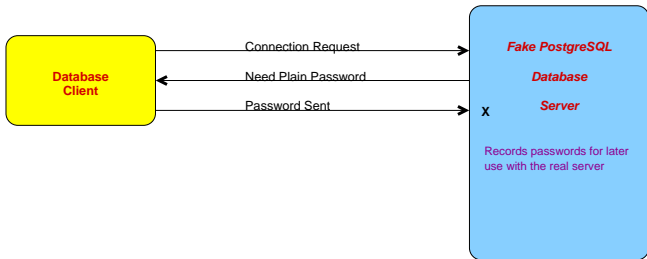 Database
Client
Connection Request
Need Plain Password
Password Sent
Fake PostgreSQL
Database
Server
X
Records passwords for later
use with the real server